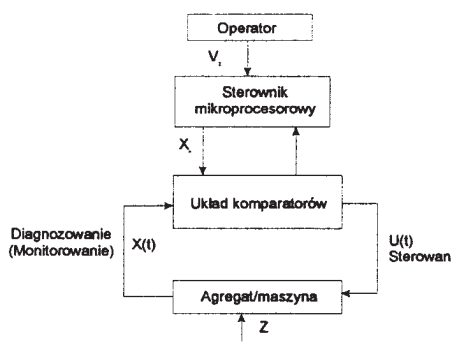 Operator
V
Sterownik
mikroprocesorowy
X
Układ komparatorów
Diagnozowanie
(Monitorowanie)
X(t)
U(t)
Sterowan
Agregat/maszyna
Z